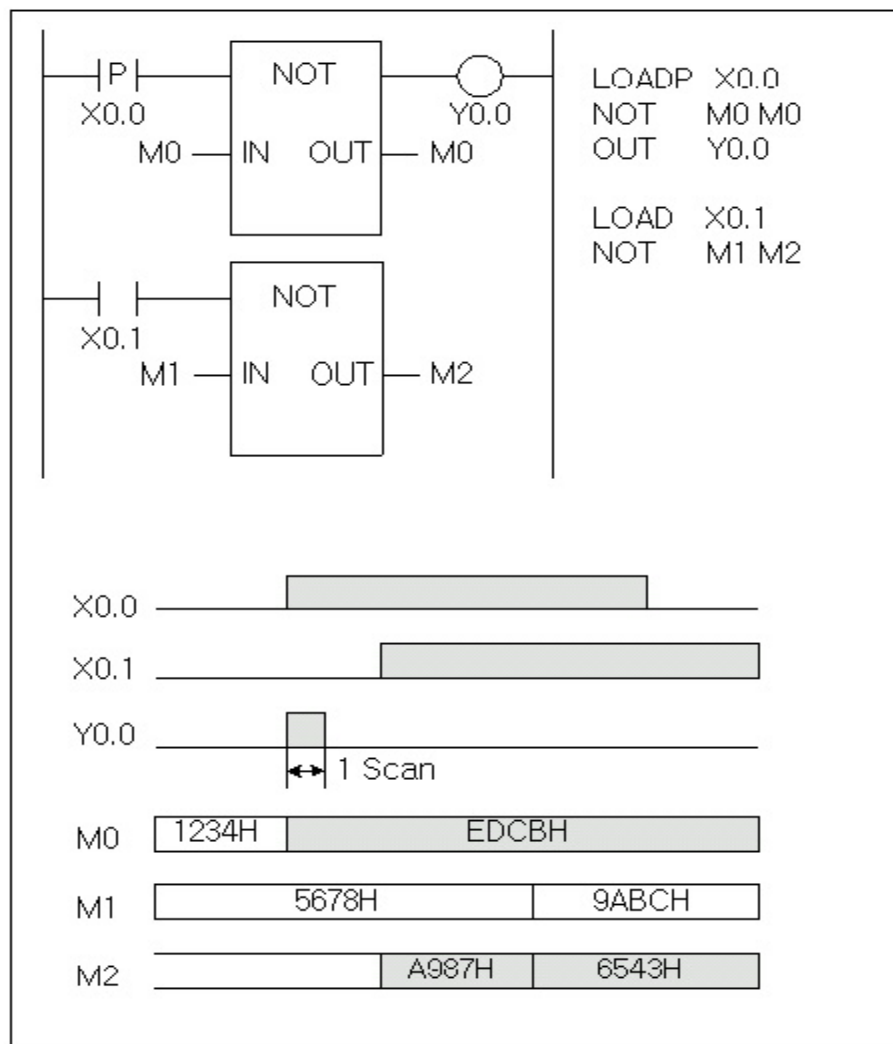 P
NOT
X0.0
Y0.0
M0
IN
OUT
M0
NOT
X0.1
M1
IN
OUT
M2
LOADP X0.0
NOT M0 M0
OUT Y0.0
LOAD X0.1
NOT M1 M2
X0.0
X0.1
Y0.0
1 Scan
M0
1234H
EDCBH
M1
5678H
9ABCH
M2
A987H
6543H